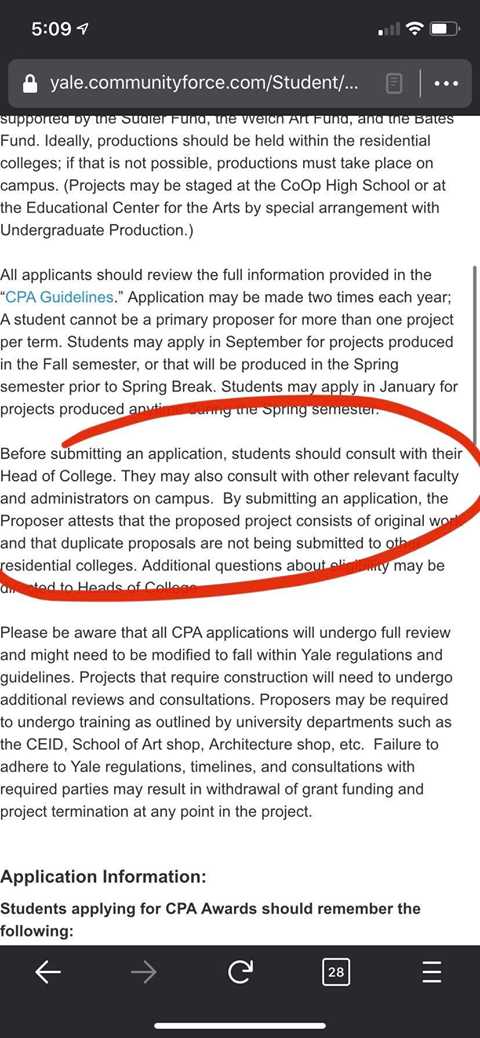 5:09
yale.communityforce.com/Student/...
supported by the Sudler Fund, the Welch Art Fund, and the Bates
Fund. Ideally, productions should be held within the residential
colleges; if that is not possible, productions must take place on
campus. (Projects may be staged at the CoOp High School or at
the Educational Center for the Arts by special arrangement with
Undergraduate Production.)
All applicants should review the full information provided in the
“CPA Guidelines.” Application may be made two times each year;
A student cannot be a primary proposer for more than one project
per term. Students may apply in September for projects produced
in the Fall semester, or that will be produced in the Spring
semester prior to Spring Break. Students may apply in January for
projects produced anytime during the Spring semester.
Before submitting an application, students should consult with their
Head of College. They may also consult with other relevant faculty
and administrators on campus.  By submitting an application, the
Proposer attests that the proposed project consists of original work
and that duplicate proposals are not being submitted to other
residential colleges. Additional questions about eligibility may be
directed to Heads of College.
Please be aware that all CPA applications will undergo full review
and might need to be modified to fall within Yale regulations and
guidelines. Projects that require construction will need to undergo
additional reviews and consultations. Proposers may be required
to undergo training as outlined by university departments such as
the CEID, School of Art shop, Architecture shop, etc.  Failure to
adhere to Yale regulations, timelines, and consultations with
required parties may result in withdrawal of grant funding and
project termination at any point in the project.
Application Information:
Students applying for CPA Awards should remember the
following:
28